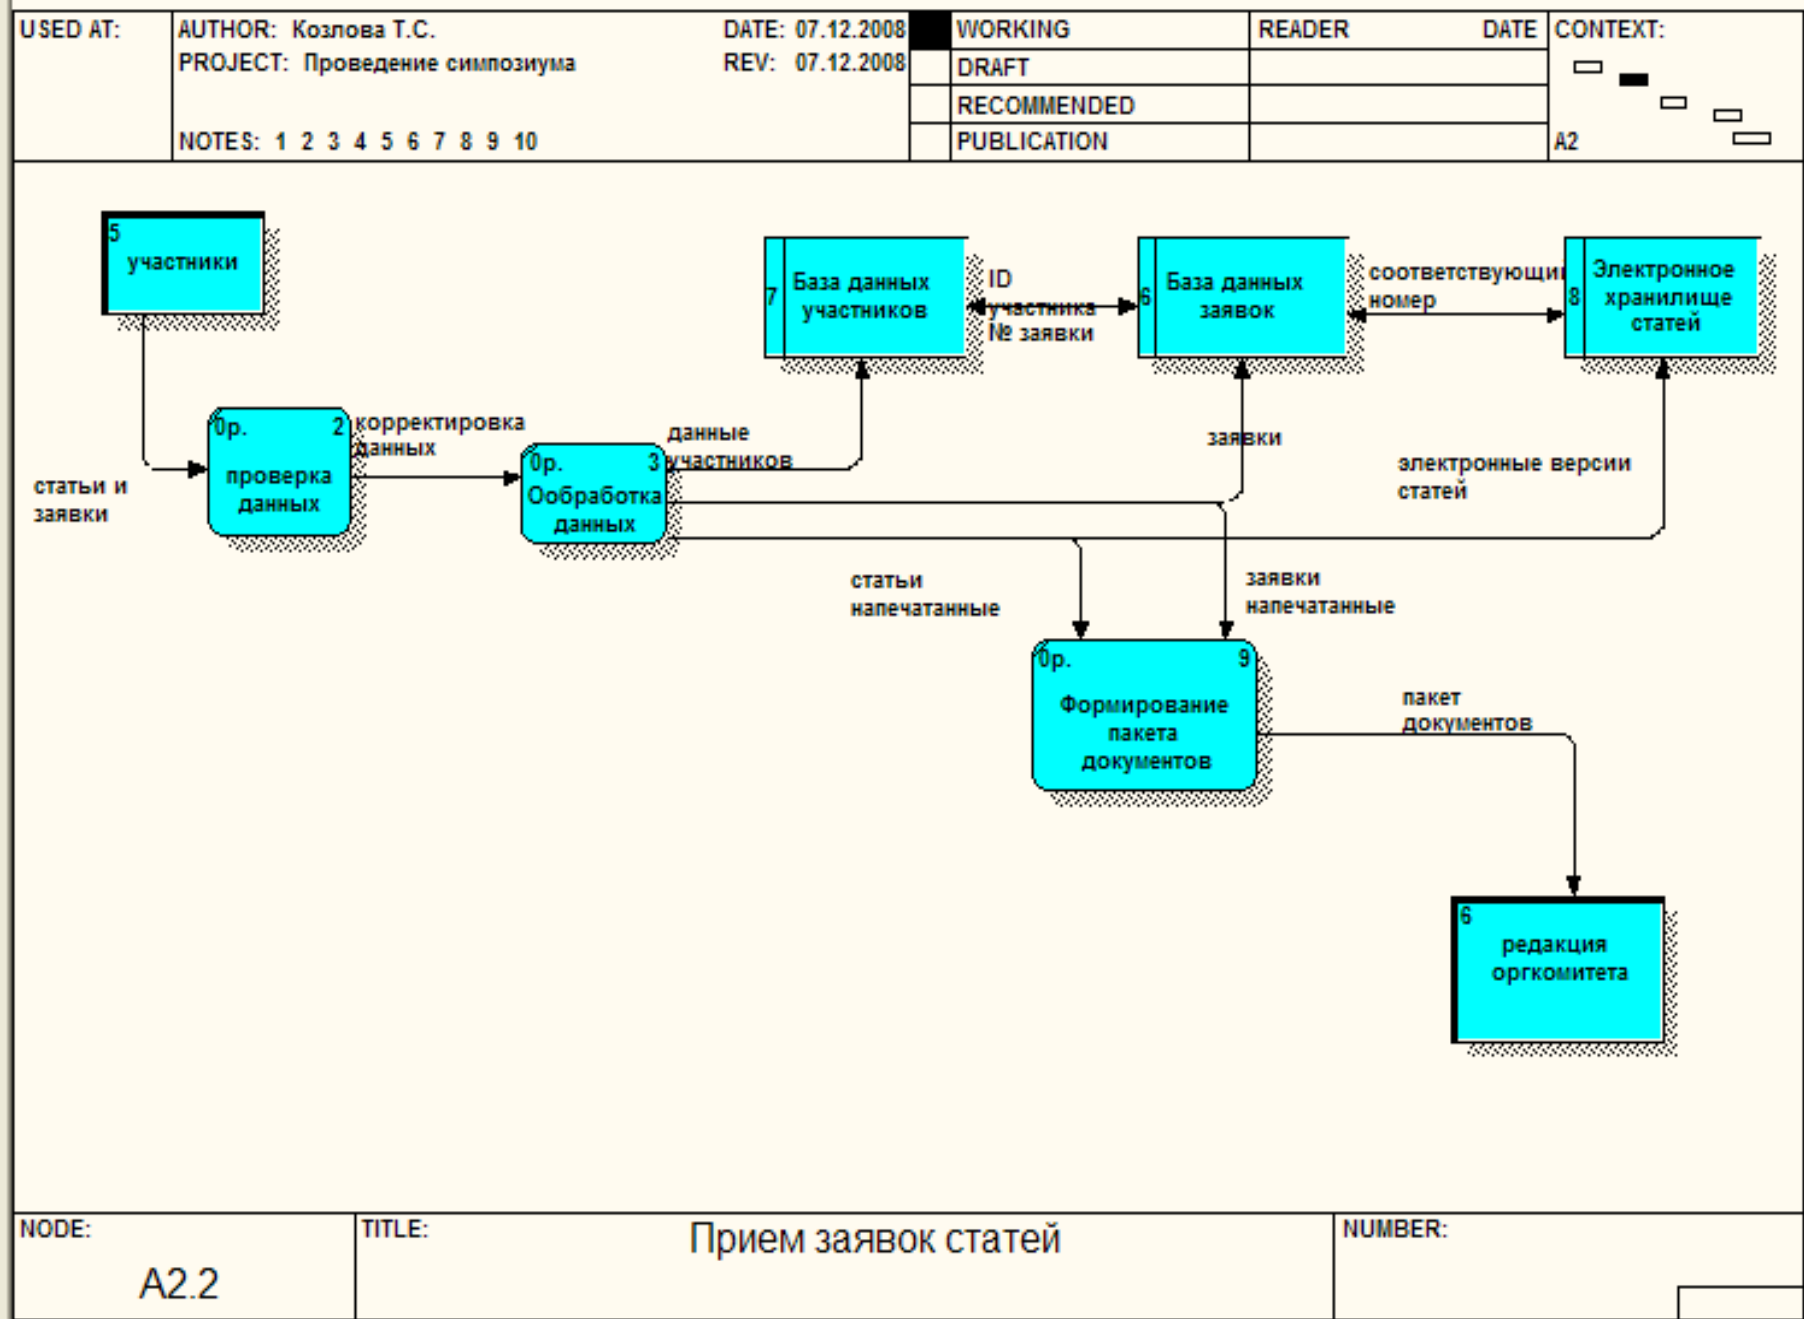 USED AT:
AUTHOR: Козлова Т.С.
DATE: 07.12.2008
PROJECT: Проведение симпозиума
REV: 07.12.2008
NOTES: 1 2 3 4 5 6 7 8 9 10
WORKING
DRAFT
RECOMMENDED
PUBLICATION
READER
DATE
CONTEXT:
A2
5
участники
статьи и
заявки
0р.
2
проверка
данных
корректировка
данных
0р.
3
Ообработка
данных
данные
участников
7
База данных
участников
ID
участника
№ заявки
6
База данных
заявок
соответствующий
номер
8
Электронное
хранилище
статей
заявки
электронные версии
статей
статьи
напечатанные
заявки
напечатанные
0р.
9
Формирование
пакета
документов
пакет
документов
6
редакция
оргкомитета
NODE:
A2.2
TITLE:
Прием заявок статей
NUMBER: